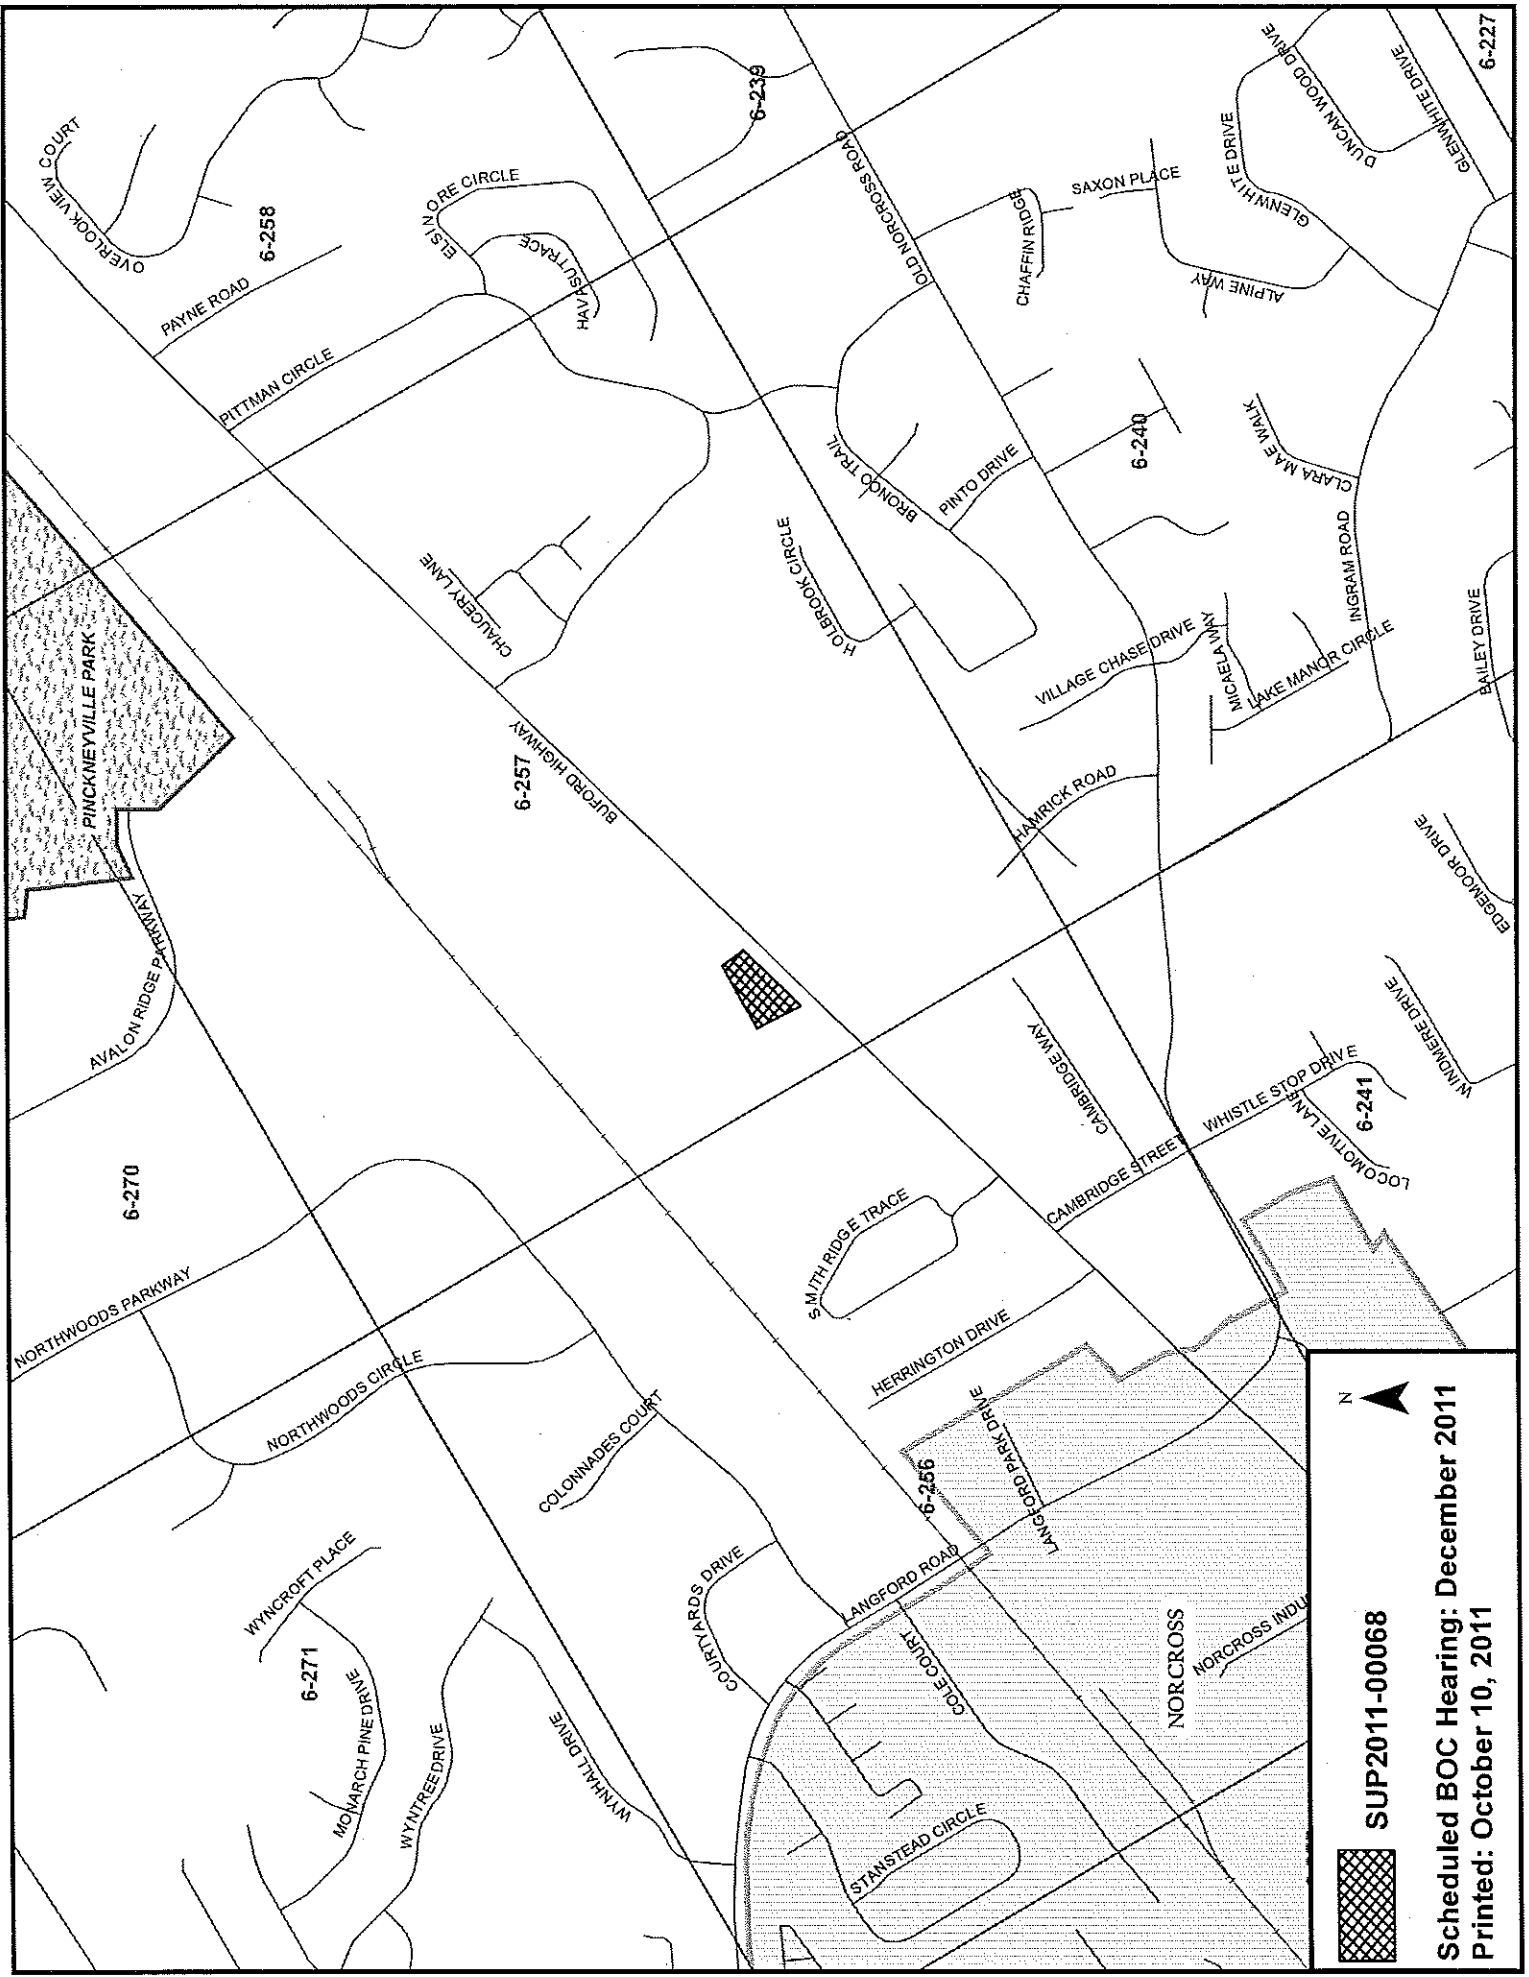 PINCKNEYVILLE PARK
AVALON RIDGE PARKWAY
6-270
NORTHWOODS PARKWAY
NORTHWOODS CIRCLE
COLONNADES COURT
WYNCROFT PLACE
6-271
MONARCH PINE DRIVE
WYNTREE DRIVE
WYNHALL DRIVE
COURTYARDS DRIVE
LANGFORD ROAD
COLE COURT
STANSTEAD CIRCLE
NORCROSS
NORCROSS INDU
6-256
LANGFORD PARK DRIVE
HERRINGTON DRIVE
SMITH RIDGE TRACE
CAMBRIDGE STREET
CAMBRIDGE WAY
WHISTLE STOP DRIVE
LOCOMOTIVE LANE
6-241
WINDMERE DRIVE
EDGEMOOR DRIVE
BAILEY DRIVE
INGRAM ROAD
LAKE MANOR CIRCLE
MICAELA WAY
VILLAGE CHASE DRIVE
HAMRICK ROAD
6-257
BUFORD HIGHWAY
CHAUCERY LANE
HOLBROOK CIRCLE
BRONCO TRAIL
PINTO DRIVE
6-240
CLARA MAE WALK
OLD NORCROSS ROAD
CHAFFIN RIDGE
SAXON PLACE
ALPINE WAY
GLENWHITE DRIVE
GLENWHITE
DUNCAN WOOD DRIVE
GLENWHITE DRIVE
6-227
6-239
ELSINORE CIRCLE
HAVASU TRACE
PITTMAN CIRCLE
PAYNE ROAD
6-258
OVERLOOK VIEW COURT
N
SUP2011-00068
Scheduled BOC Hearing: December 2011
Printed: October 10, 2011